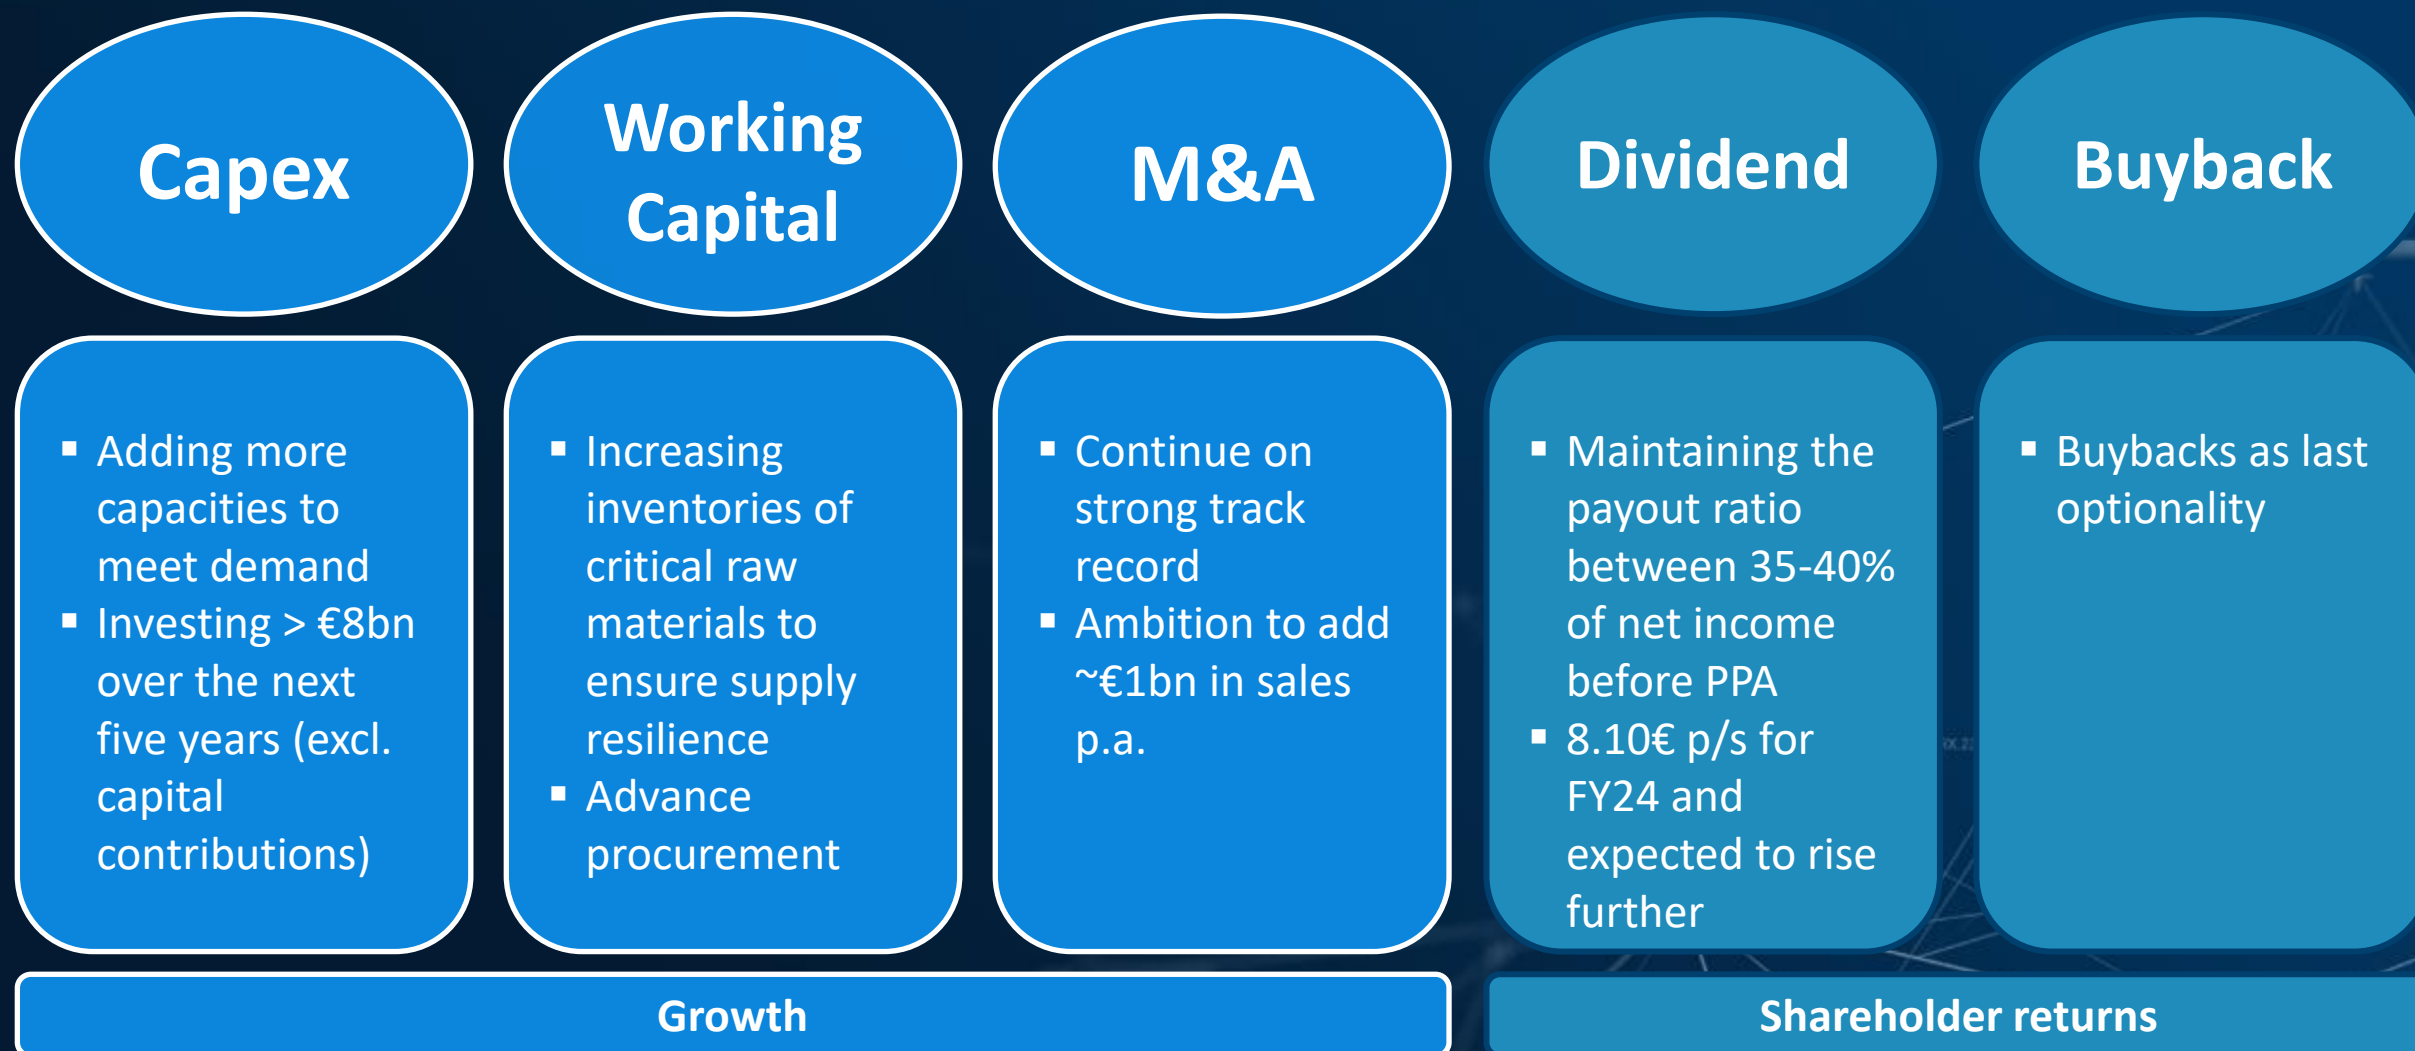 Capex
Working
Capital
M&A
Dividend
Buyback
▪ Adding more
capacities to
meet demand
▪ Investing > €8bn
over the next
five years (excl.
capital
contributions)
▪ Increasing
inventories of
critical raw
materials to
ensure supply
resilience
▪ Advance
procurement
▪ Continue on
strong track
record
▪ Ambition to add
~€1bn in sales
p.a.
▪ Maintaining the
payout ratio
between 35-40%
of net income
before PPA
▪ 8.10€ p/s for
FY24 and
expected to rise
further
▪ Buybacks as last
optionality
Growth
Shareholder returns